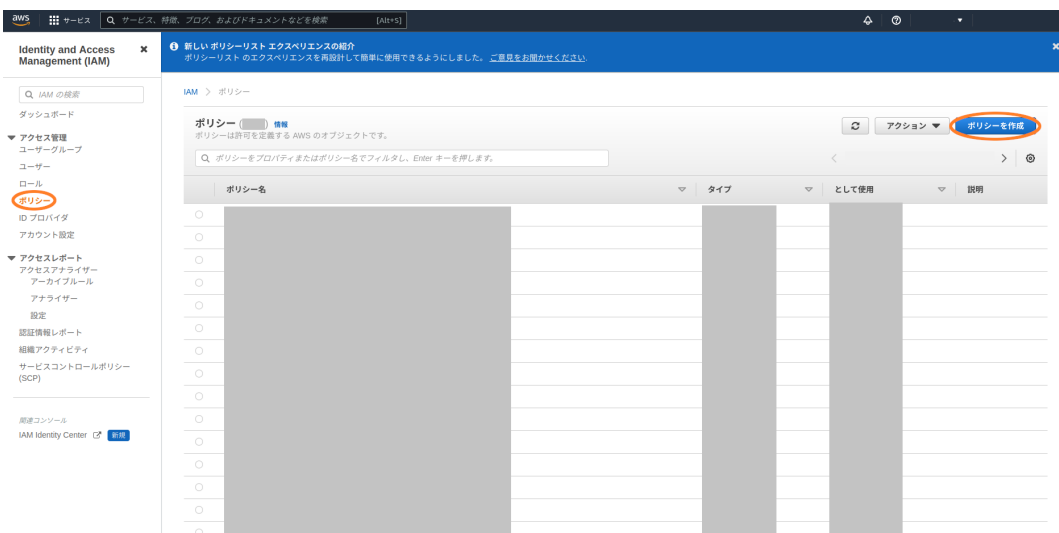 aws サービス サービス、特徴、ブログ、およびドキュメントなどを検索 [Alt+S]
Identity and Access
Management (IAM)
IAM の検索
ダッシュボード
アクセス管理
ユーザーグループ
ユーザー
ロール
ポリシー
ID プロバイダ
アカウント設定
アクセスレポート
アクセスアナライザー
アーカイブルール
アナライザー
設定
認証情報レポート
組織アクティビティ
サービスコントロールポリシー
(SCP)
関連コンソール
IAM Identity Center 新規
新しい ポリシーリスト エクスペリエンスの紹介
ポリシーリスト のエクスペリエンスを再設計して簡単に使用できるようにしました。 ご意見をお聞かせください.
IAM > ポリシー
ポリシー ( ) 情報
ポリシーは許可を定義する AWS のオブジェクトです。
アクション
ポリシーを作成
ポリシーをプロパティまたはポリシー名でフィルタし、Enter キーを押します。
ポリシー名 タイプ として使用 説明